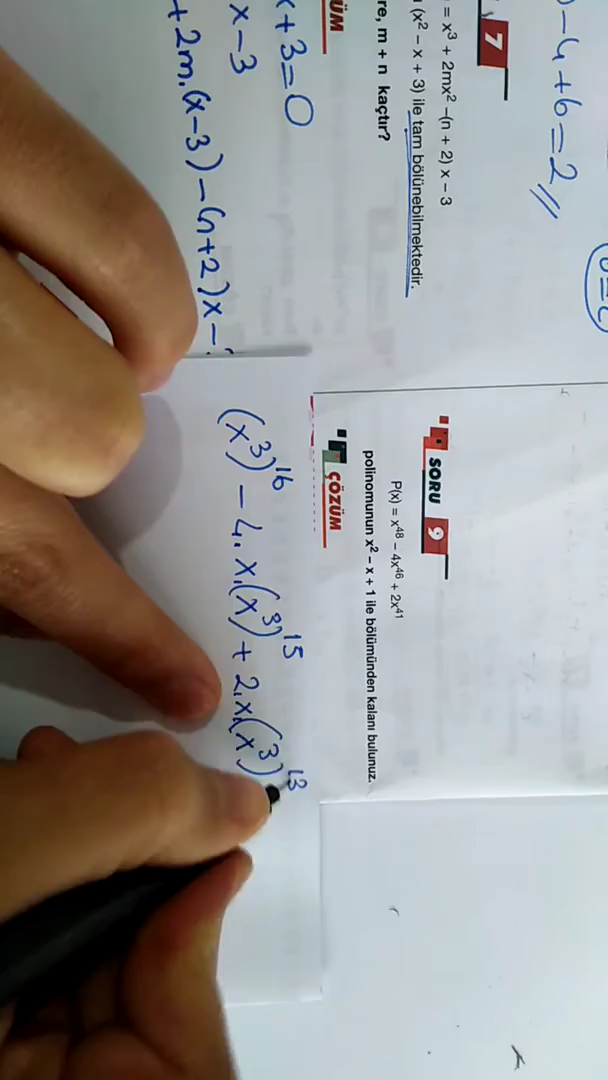 ) - 4 + 6 = 2 //
7
= x³ + 2mx² - (n + 2) x - 3
(x² - x + 3) ile tam bölünebilmektedir.
re, m + n kaçtır?
ÜM
x + 3 = 0
x - 3
+ 2m.(x-3) - (n+2)x -
SORU 9
P(x) = x⁴⁸ - 4x⁴⁶ + 2x⁴¹
polinomunun x² - x + 1 ile bölümünden kalanı bulunuz.
ÇÖZÜM
(x³)¹⁶ - 4.x.(x³)¹⁵ + 2.x.(x³)¹³